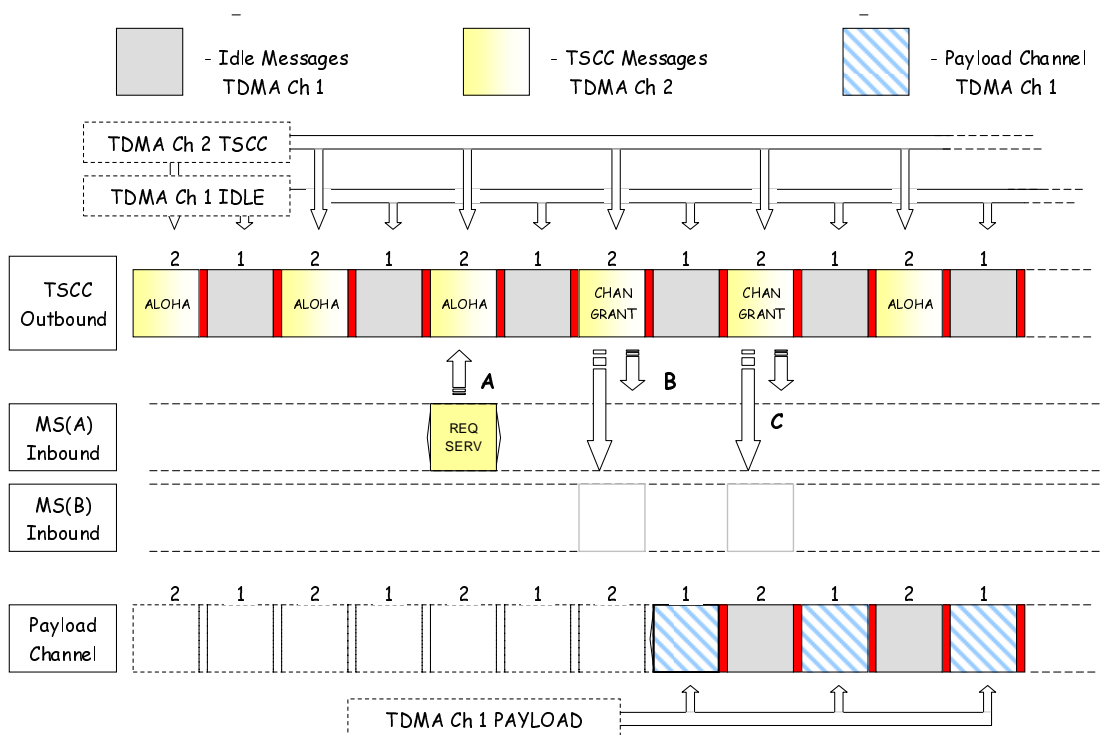 - Idle Messages
TDMA Ch 1
- TSCC Messages
TDMA Ch 2
- Payload Channel
TDMA Ch 1
TDMA Ch 2 TSCC
TDMA Ch 1 IDLE
2 1 2 1 2 1 2 1 2 1 2 1
TSCC
Outbound
ALOHA
ALOHA
ALOHA
CHAN
GRANT
CHAN
GRANT
ALOHA
A
B
C
MS(A)
Inbound
REQ
SERV
MS(B)
Inbound
2 1 2 1 2 1 2 1 2 1 2 1
Payload
Channel
TDMA Ch 1 PAYLOAD